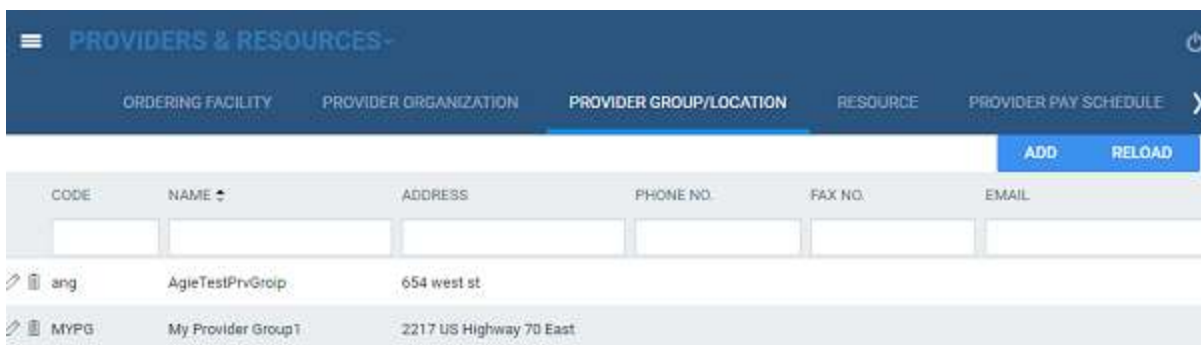 PROVIDERS & RESOURCES
ORDERING FACILITY PROVIDER ORGANIZATION PROVIDER GROUP/LOCATION RESOURCE PROVIDER PAY SCHEDULE
ADD RELOAD
CODE NAME ADDRESS PHONE NO. FAX NO. EMAIL
ang AgieTestPrvGroip 654 west st
MYPG My Provider Group1 2217 US Highway 70 East